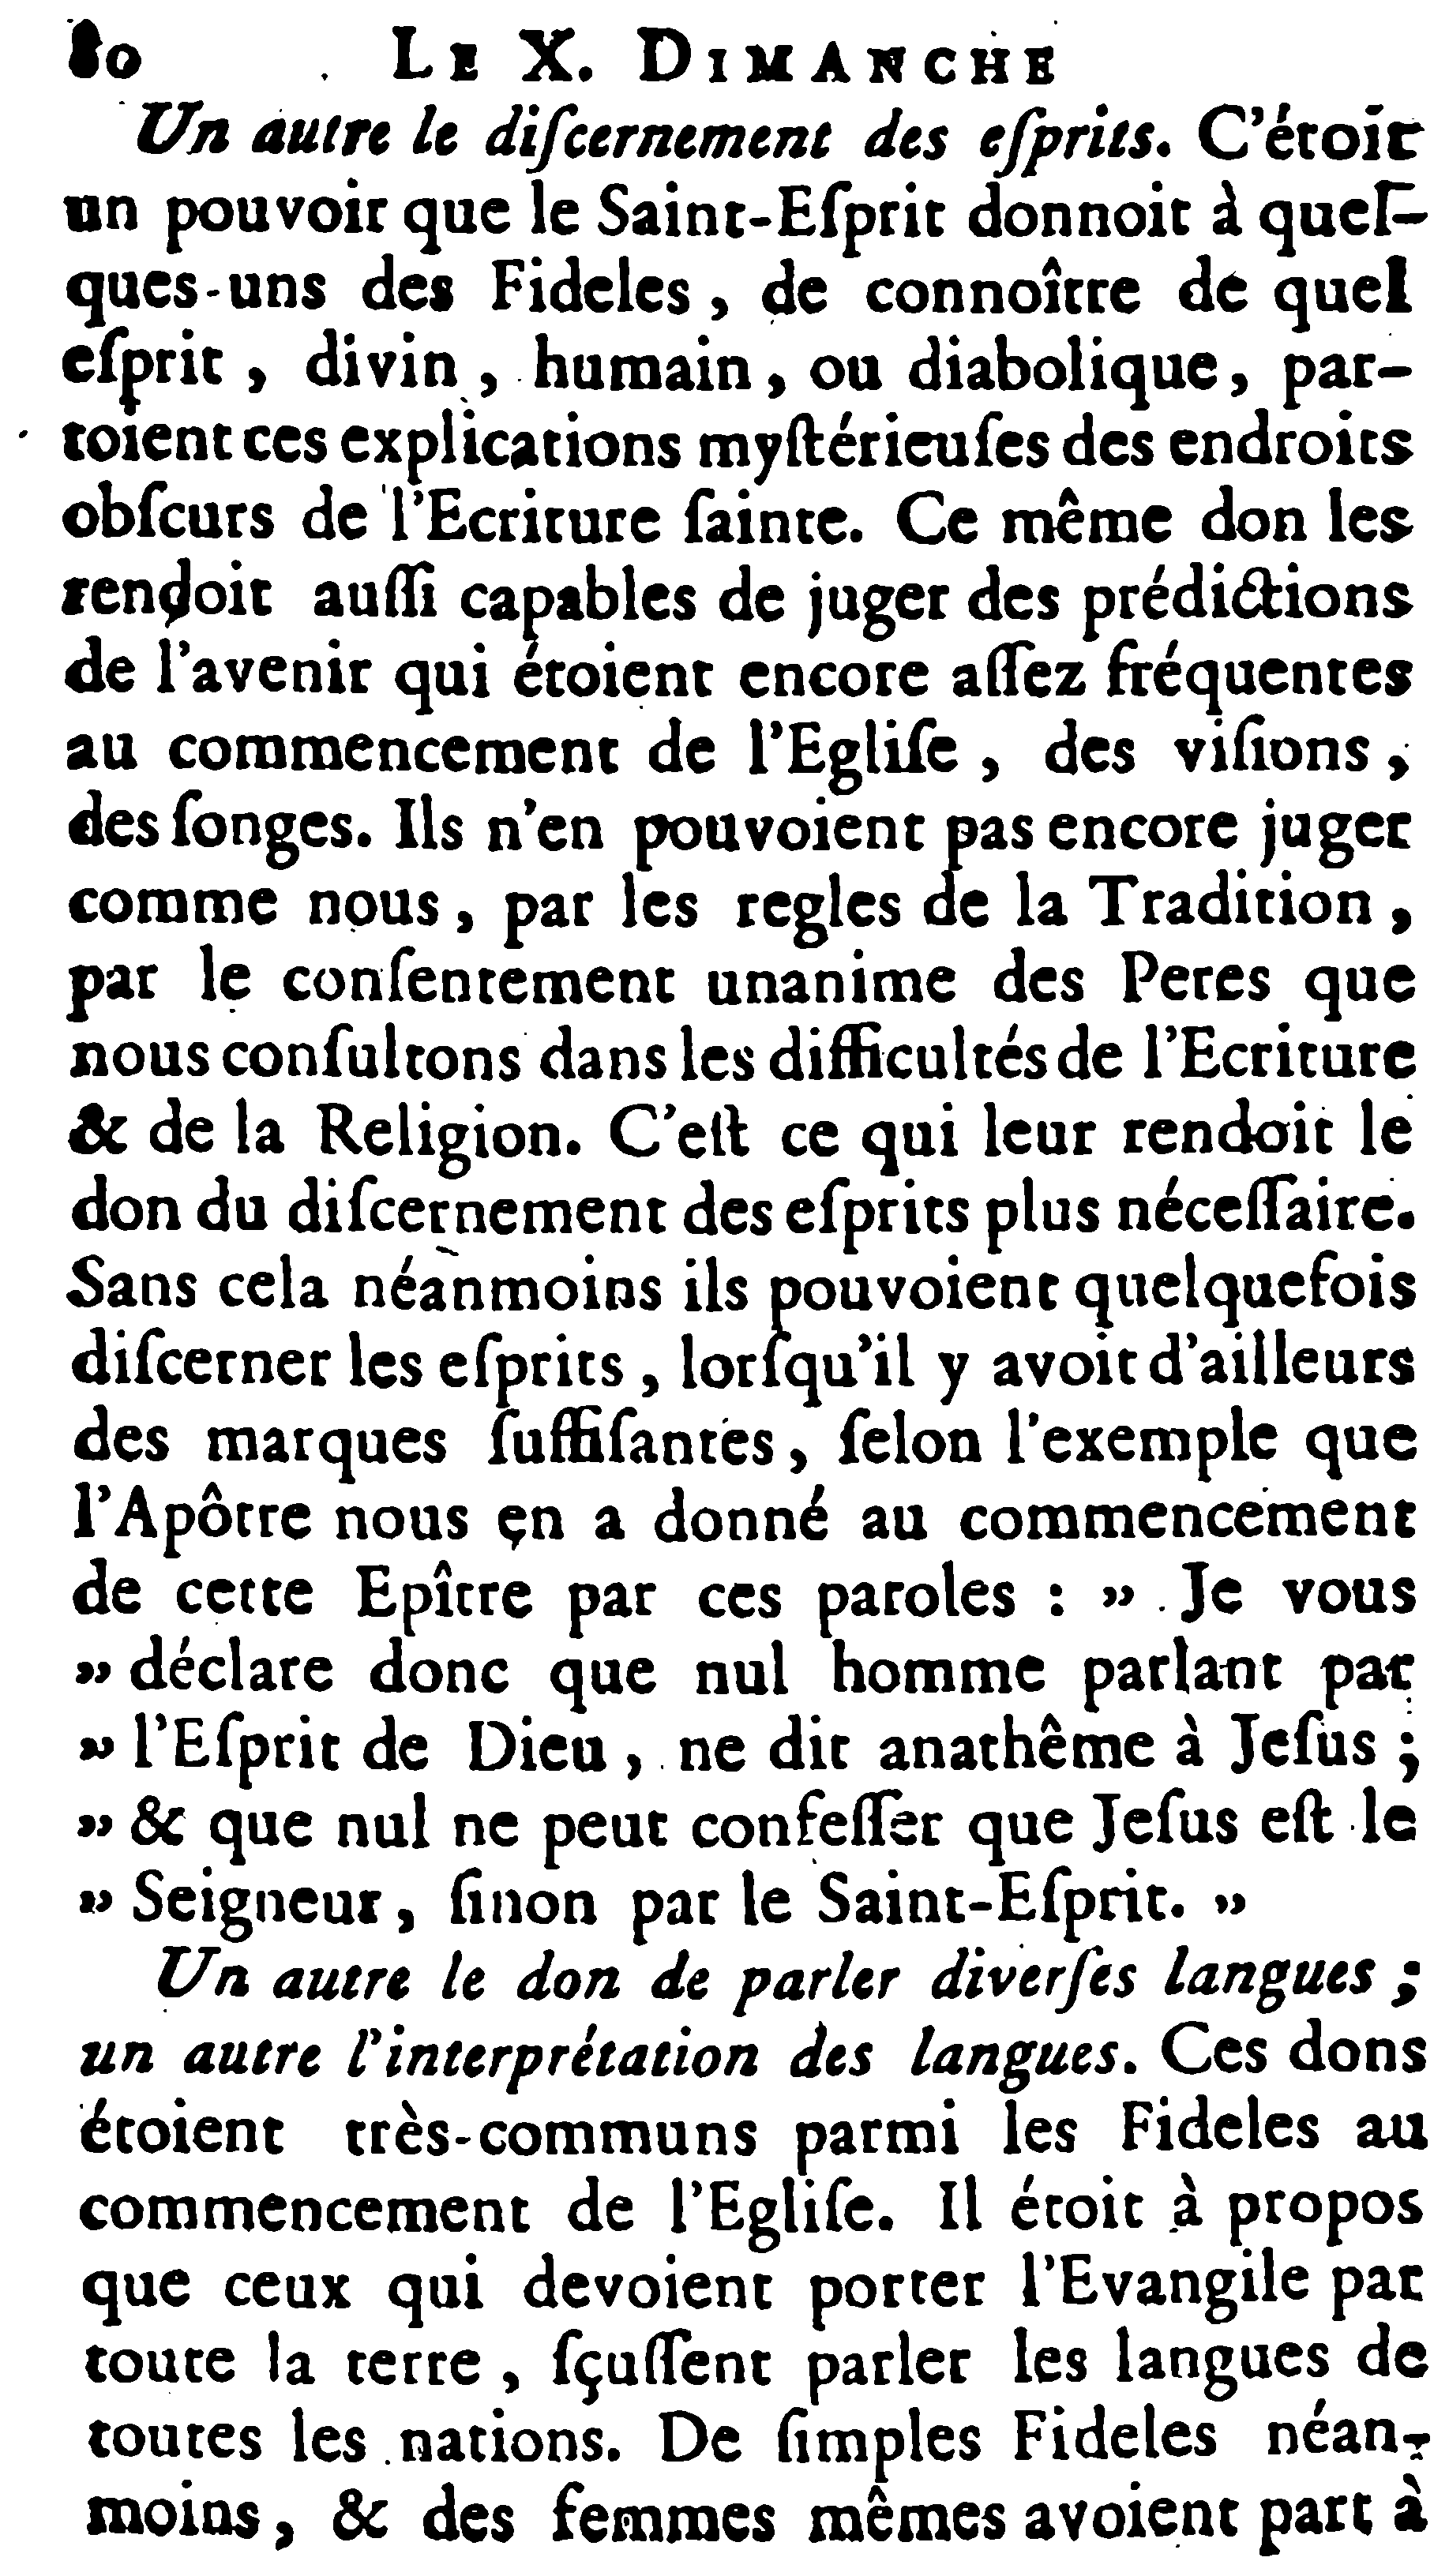 80 LE X. DIMANCHE
Un autre le diſcernement des eſprits. C'étoit
un pouvoir que le Saint-Eſprit donnoit à quel-
ques-uns des Fideles, de connoître de quel
eſprit, divin, humain, ou diabolique, par-
toient ces explications myſtérieuſes des endroits
obſcurs de l'Ecriture ſainte. Ce même don les
rendoit auſſi capables de juger des prédictions
de l'avenir qui étoient encore aſſez fréquentes
au commencement de l'Egliſe, des viſions,
des ſonges. Ils n'en pouvoient pas encore juger
comme nous, par les regles de la Tradition,
par le conſentement unanime des Peres que
nous conſultons dans les difficultés de l'Ecriture
& de la Religion. C'eſt ce qui leur rendoit le
don du diſcernement des eſprits plus néceſſaire.
Sans cela néanmoins ils pouvoient quelquefois
diſcerner les eſprits, lorſqu'il y avoit d'ailleurs
des marques ſuffiſantes, ſelon l'exemple que
l'Apôtre nous en a donné au commencement
de cette Epître par ces paroles : » Je vous
» déclare donc que nul homme parlant par
» l'Eſprit de Dieu, ne dit anathême à Jeſus ;
» & que nul ne peut confeſſer que Jeſus eſt le
» Seigneur, ſinon par le Saint-Eſprit. »
Un autre le don de parler diverſes langues ;
un autre l'interprétation des langues. Ces dons
étoient très-communs parmi les Fideles au
commencement de l'Egliſe. Il étoit à propos
que ceux qui devoient porter l'Evangile par
toute la terre, ſçuſſent parler les langues de
toutes les nations. De ſimples Fideles néan-
moins, & des femmes mêmes avoient part à